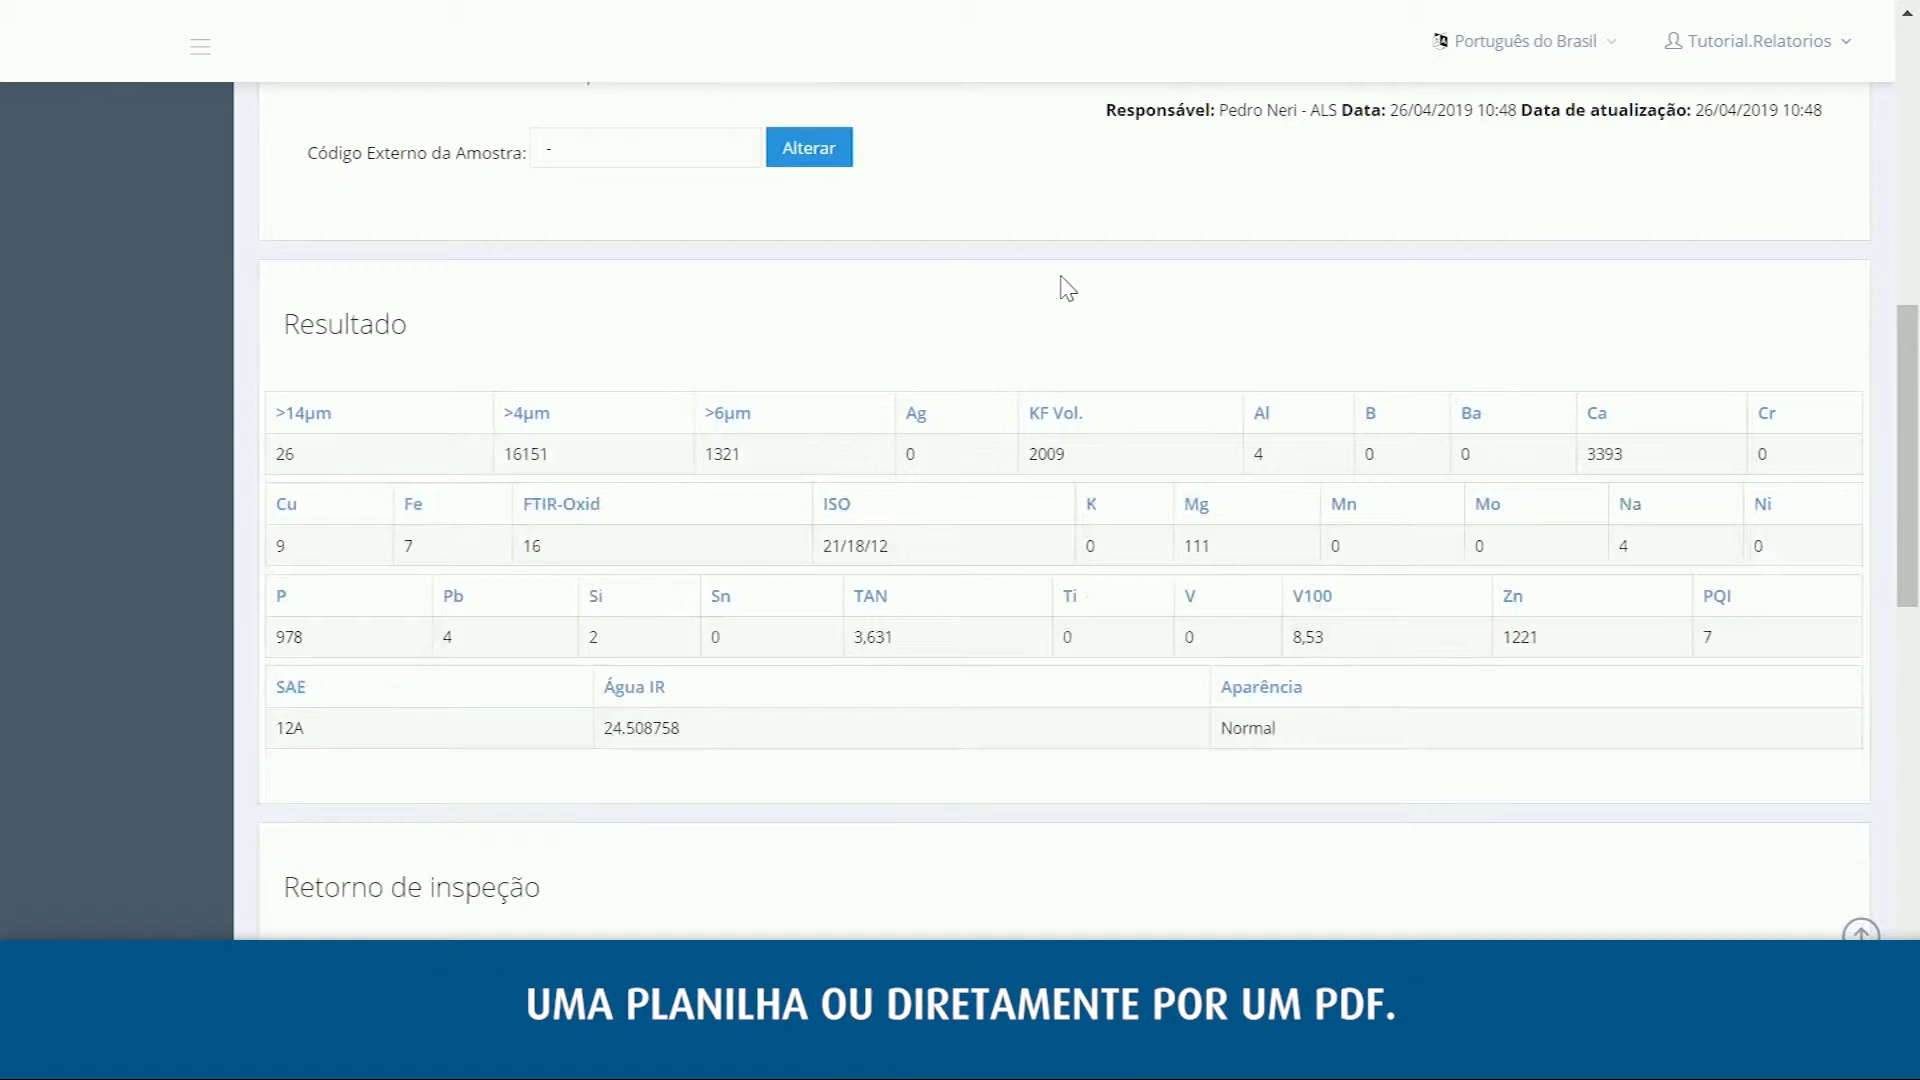 Português do Brasil
Tutorial.Relatorios
Responsável: Pedro Neri - ALS Data: 26/04/2019 10:48 Data de atualização: 26/04/2019 10:48
Código Externo da Amostra: - Alterar
Resultado
>14µm >4µm >6µm Ag KF Vol. Al B Ba Ca Cr
26 16151 1321 0 2009 4 0 0 3393 0
Cu Fe FTIR-Oxid ISO K Mg Mn Mo Na Ni
9 7 16 21/18/12 0 111 0 0 4 0
P Pb Si Sn TAN Ti V V100 Zn PQI
978 4 2 0 3,631 0 0 8,53 1221 7
SAE Água IR Aparência
12A 24.508758 Normal
Retorno de inspeção
UMA PLANILHA OU DIRETAMENTE POR UM PDF.